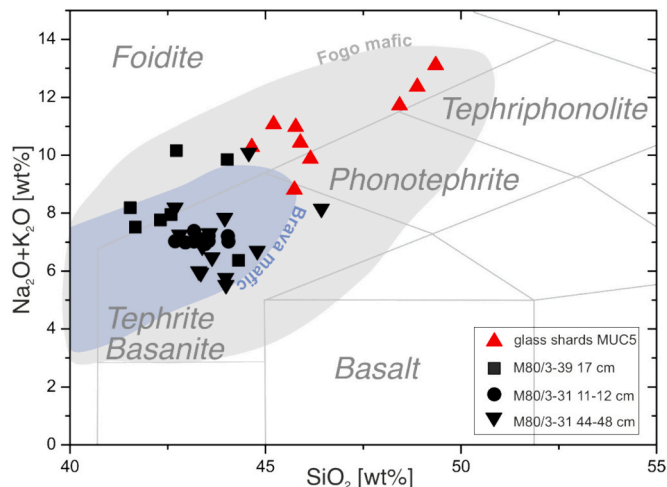 Foidite
Fogo mafic
Tephriphonolite
Phonotephrite
Brava mafic
Tephrite
Basanite
Basalt
glass shards MUC5
M80/3-39 17 cm
M80/3-31 11-12 cm
M80/3-31 44-48 cm
Na₂O+K₂O [wt%]
14
12
10
8
6
4
2
0
40
45
50
55
SiO₂ [wt%]